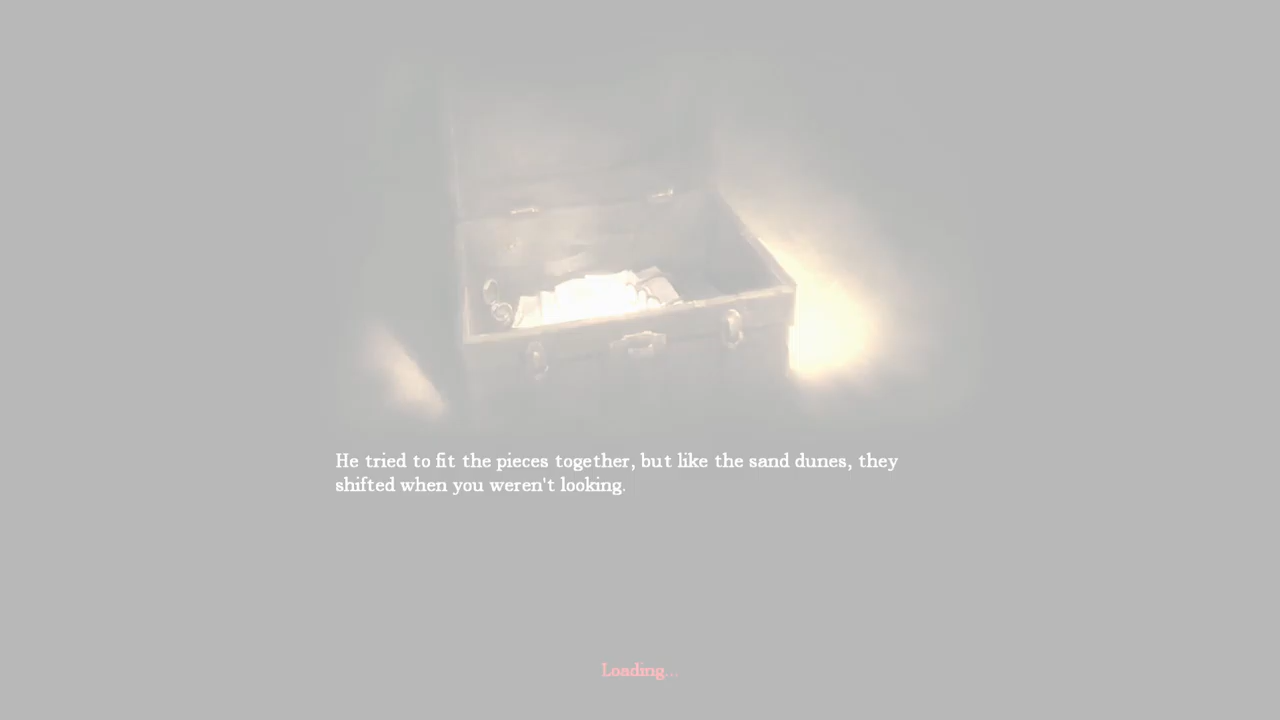 He tried to fit the pieces together, but like the sand dunes, they
shifted when you weren't looking.
Loading...